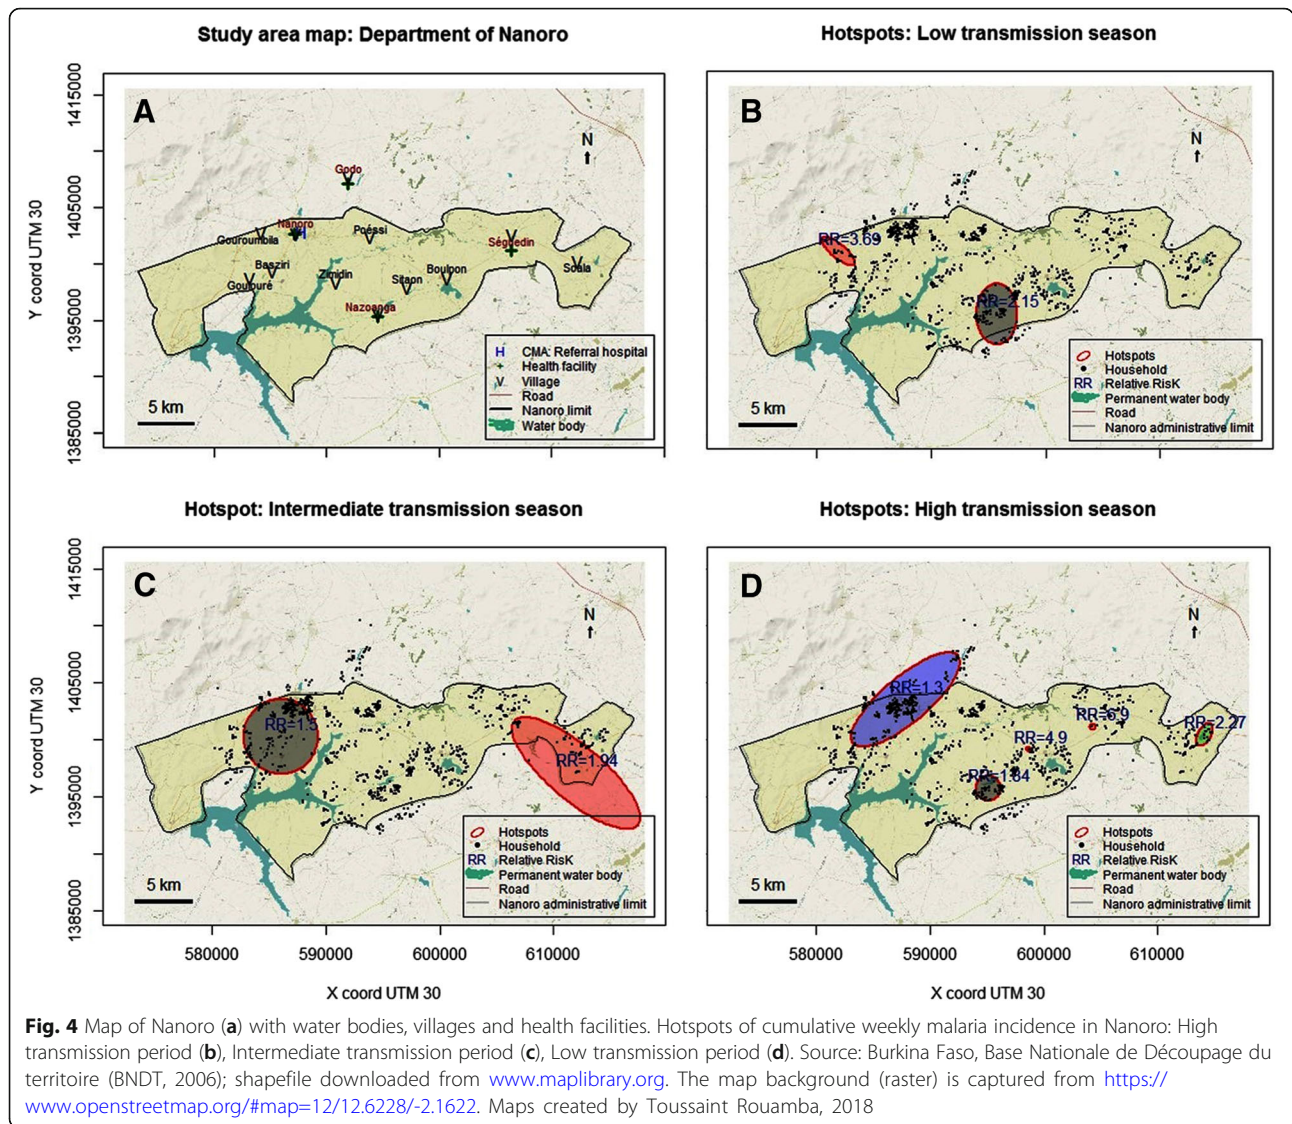 Study area map: Department of Nanoro
A
N
Godo
Nanoro
H
Gouroumbila
Poéssi
Séguedin
Soala
Basziri
Goulouré
Zimidin
Sitaon
Boulpon
Nazoanga
V
H CMA: Referral hospital
+ Health facility
V Village
Road
Nanoro limit
Water body
5 km
Y coord UTM 30
1415000
1405000
1395000
1385000
Hotspots: Low transmission season
B
N
RR=3.69
RR=2.15
Hotspots
Household
RR Relative RisK
Permanent water body
Road
Nanoro administrative limit
5 km
Hotspot: Intermediate transmission season
C
N
RR=1.5
RR=1.94
Hotspots
Household
RR Relative RisK
Permanent water body
Road
Nanoro administrative limit
5 km
Y coord UTM 30
1415000
1405000
1395000
1385000
580000 590000 600000 610000
X coord UTM 30
Hotspots: High transmission season
D
N
RR=1.3
RR=6.9
RR=2.27
RR=4.9
RR=1.84
Hotspots
Household
RR Relative RisK
Permanent water body
Road
Nanoro administrative limit
5 km
580000 590000 600000 610000
X coord UTM 30
Fig. 4 Map of Nanoro (a) with water bodies, villages and health facilities. Hotspots of cumulative weekly malaria incidence in Nanoro: High
transmission period (b), Intermediate transmission period (c), Low transmission period (d). Source: Burkina Faso, Base Nationale de Découpage du
territoire (BNDT, 2006); shapefile downloaded from www.maplibrary.org. The map background (raster) is captured from https://
www.openstreetmap.org/#map=12/12.6228/-2.1622. Maps created by Toussaint Rouamba, 2018